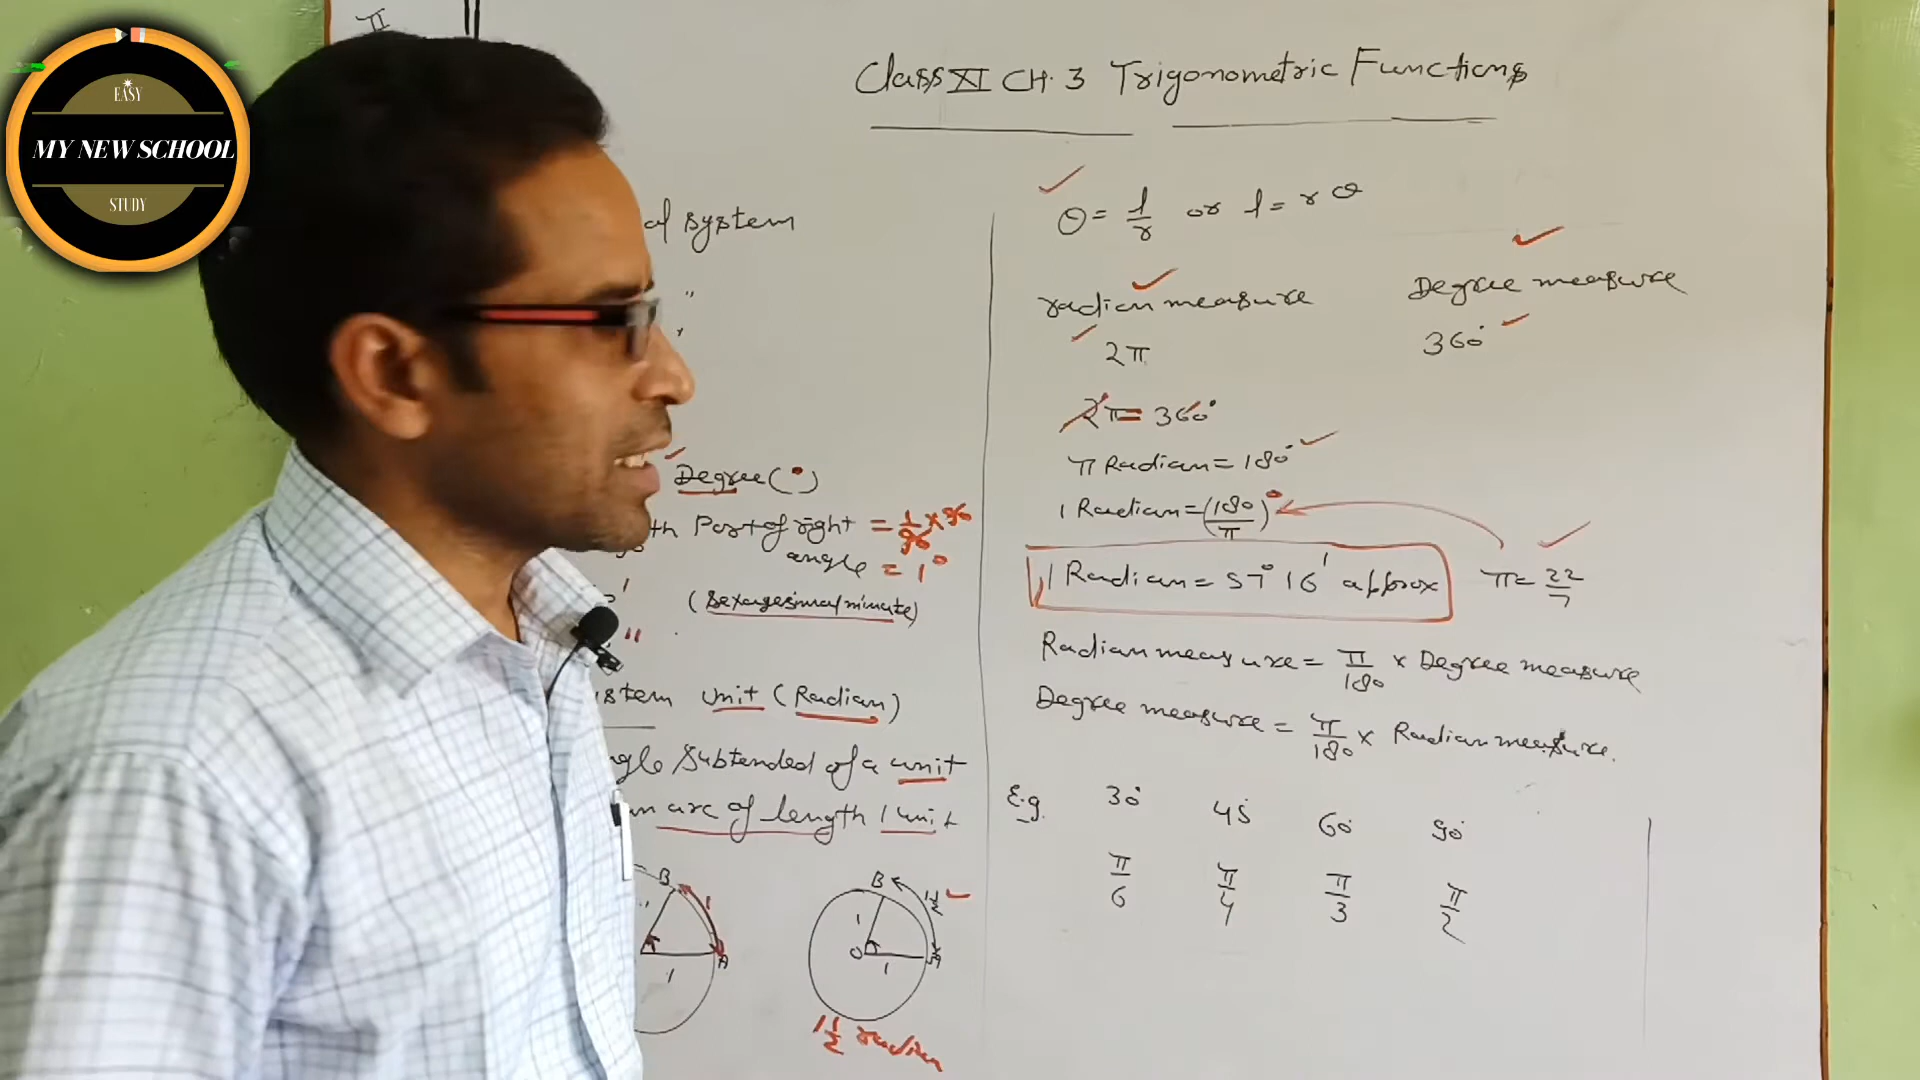 EASY
MY NEW SCHOOL
STUDY
π
Class XI CH. 3 Trigonometric Functions
al system
"
"
Degree (°)
th Part of right = 1/90 × 90
angle = 1°
(Sexagesimal minute)
"
stem unit (Radian)
gle Subtended of a unit
an arc of length 1 unit
B
1
A
1
B
1½
1
O
1
A
1½ radian
θ = l/r or l = r θ
radian measure Degree measure
2π 360°
2π = 360°
π Radian = 180°
1 Radian = (180/π)°
1 Radian = 57° 16' approx π = 22/7
Radian measure = π/180 × Degree measure
Degree measure = π/180 × Radian measure.
E.g. 30° 45° 60° 90°
π/6 π/4 π/3 π/2